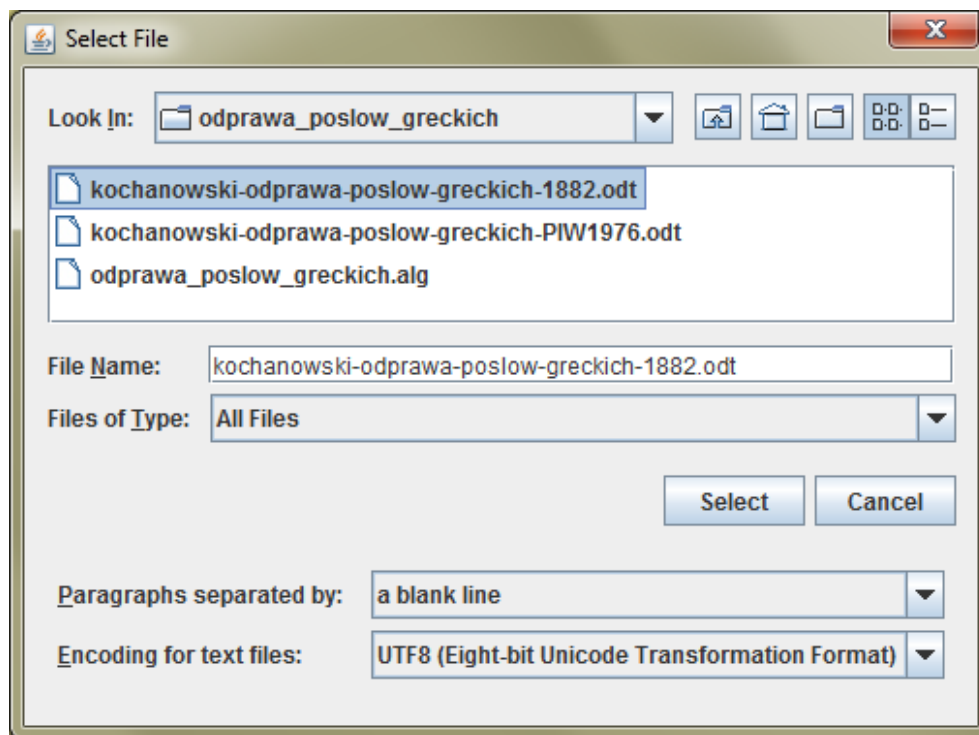 Select File
Look In: odprawa_poslow_greckich
kochanowski-odprawa-poslow-greckich-1882.odt
kochanowski-odprawa-poslow-greckich-PIW1976.odt
odprawa_poslow_greckich.alg
File Name: kochanowski-odprawa-poslow-greckich-1882.odt
Files of Type: All Files
Select Cancel
Paragraphs separated by: a blank line
Encoding for text files: UTF8 (Eight-bit Unicode Transformation Format)